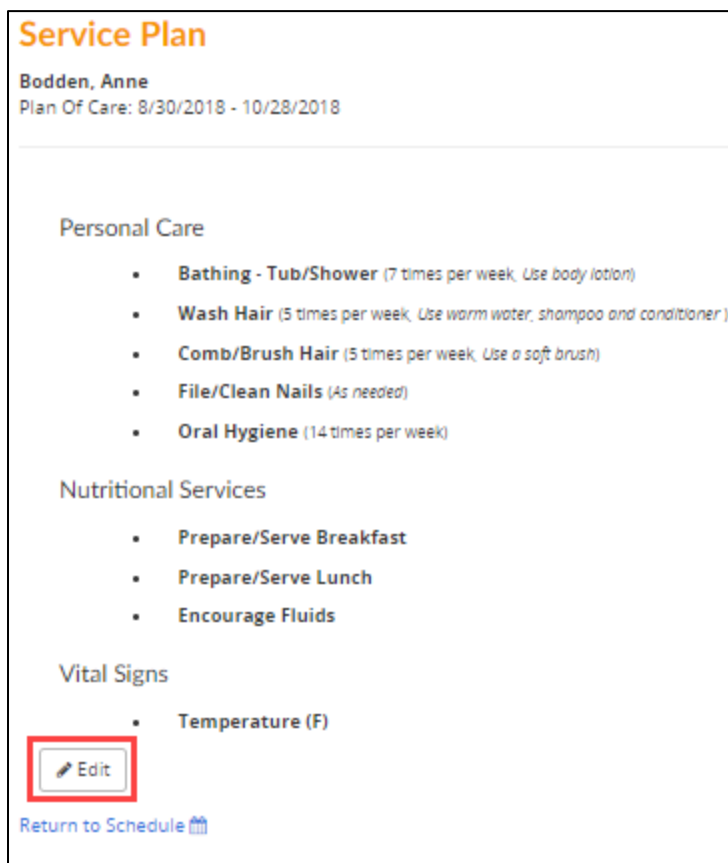 Service Plan
Bodden, Anne
Plan Of Care: 8/30/2018 - 10/28/2018
Personal Care
• Bathing - Tub/Shower (7 times per week, Use body lotion)
• Wash Hair (5 times per week, Use warm water, shampoo and conditioner )
• Comb/Brush Hair (5 times per week, Use a soft brush)
• File/Clean Nails (As needed)
• Oral Hygiene (14 times per week)
Nutritional Services
• Prepare/Serve Breakfast
• Prepare/Serve Lunch
• Encourage Fluids
Vital Signs
• Temperature (F)
Edit
Return to Schedule